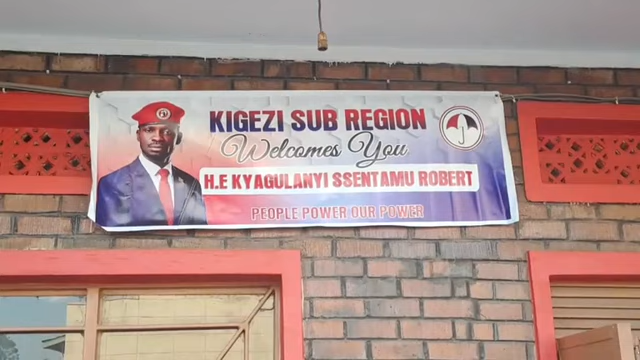 KIGEZI SUB REGION
Welcomes You
H.E KYAGULANYI SSENTAMU ROBERT
PEOPLE POWER OUR POWER